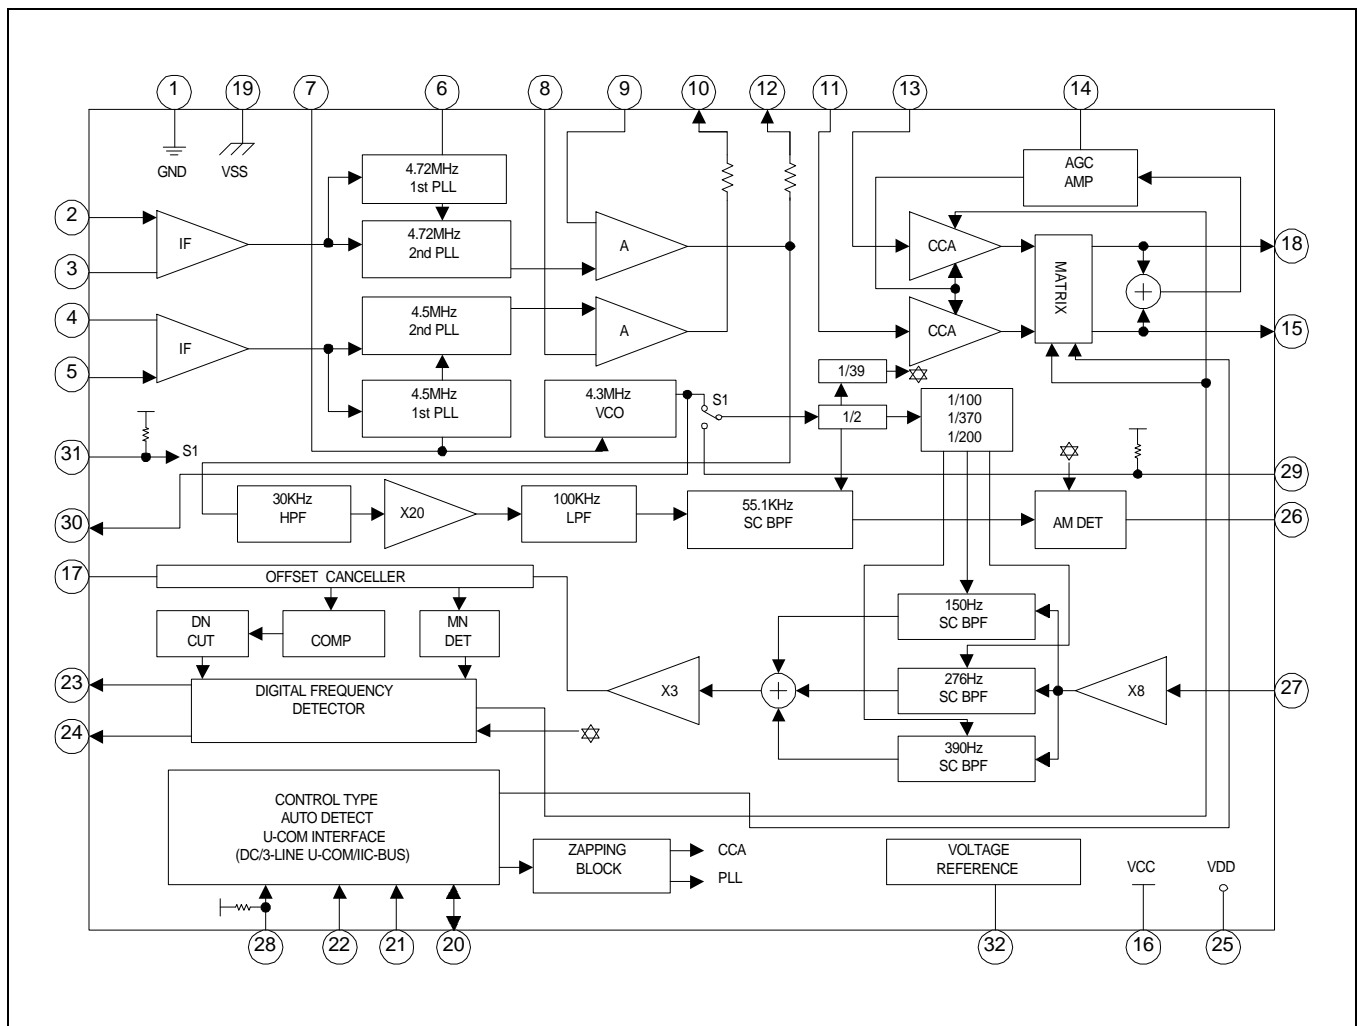 1
19
7
6
8
9
10
12
11
13
14
GND
VSS
4.72MHz
1st PLL
AGC
AMP
2
3
IF
4.72MHz
2nd PLL
A
CCA
MATRIX
18
4
5
IF
4.5MHz
2nd PLL
A
CCA
15
4.5MHz
1st PLL
4.3MHz
VCO
S1
1/39
1/2
1/100
1/370
1/200
31
S1
29
30
30KHz
HPF
X20
100KHz
LPF
55.1KHz
SC BPF
AM DET
26
17
OFFSET CANCELLER
DN
CUT
COMP
MN
DET
150Hz
SC BPF
23
24
DIGITAL FREQUENCY
DETECTOR
X3
276Hz
SC BPF
X8
27
390Hz
SC BPF
CONTROL TYPE
AUTO DETECT
U-COM INTERFACE
(DC/3-LINE U-COM/IIC-BUS)
ZAPPING
BLOCK
CCA
PLL
VOLTAGE
REFERENCE
VCC
VDD
28
22
21
20
32
16
25